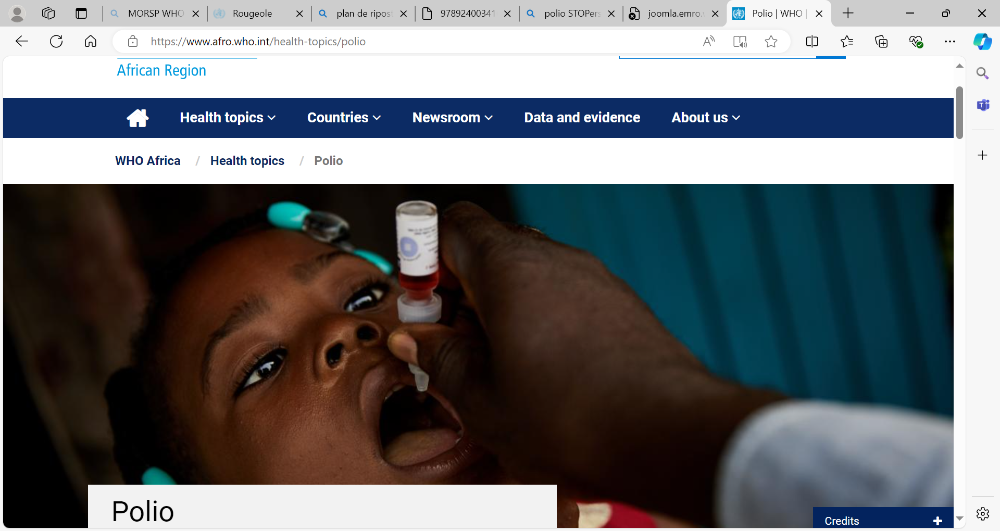 MORSP WHO
Rougeole
plan de ripost
97892400341
polio STOPers
joomla.emro.
Polio | WHO |
https://www.afro.who.int/health-topics/polio
African Region
Health topics
Countries
Newsroom
Data and evidence
About us
WHO Africa / Health topics / Polio
Polio
Credits +